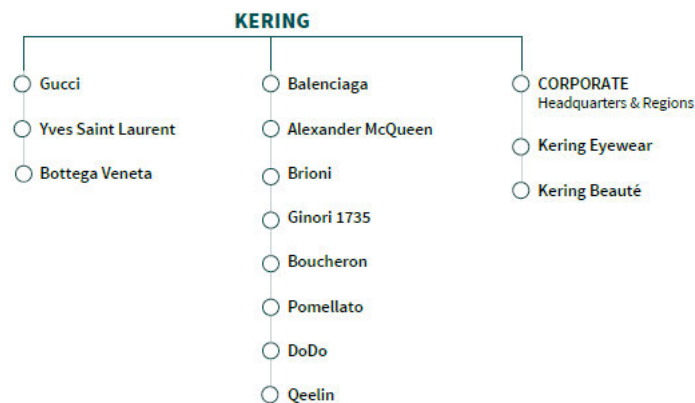 KERING
Gucci
Yves Saint Laurent
Bottega Veneta
Balenciaga
Alexander McQueen
Brioni
Ginori 1735
Boucheron
Pomellato
DoDo
Qeelin
CORPORATE
Headquarters & Regions
Kering Eyewear
Kering Beauté